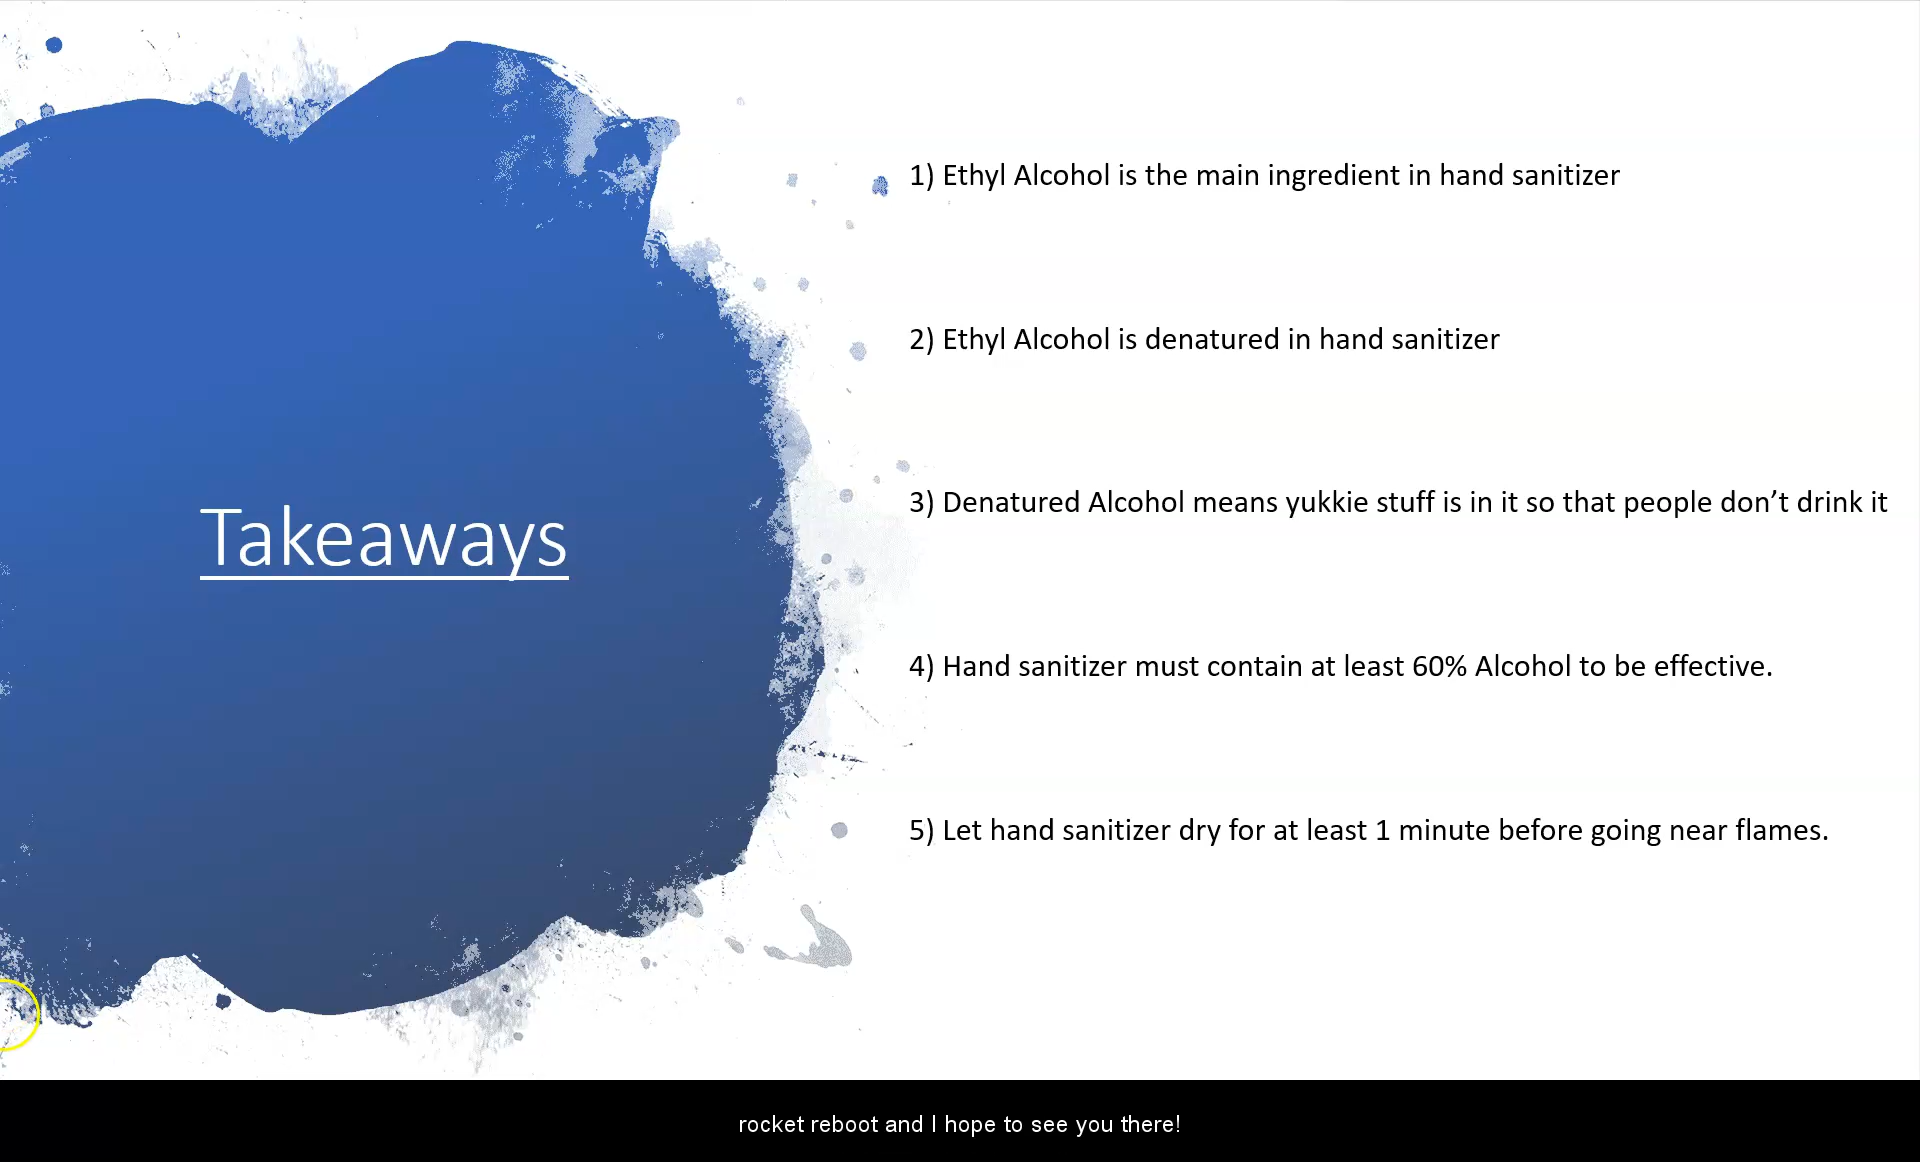 Takeaways
1) Ethyl Alcohol is the main ingredient in hand sanitizer
2) Ethyl Alcohol is denatured in hand sanitizer
3) Denatured Alcohol means yukkie stuff is in it so that people don’t drink it
4) Hand sanitizer must contain at least 60% Alcohol to be effective.
5) Let hand sanitizer dry for at least 1 minute before going near flames.
rocket reboot and I hope to see you there!